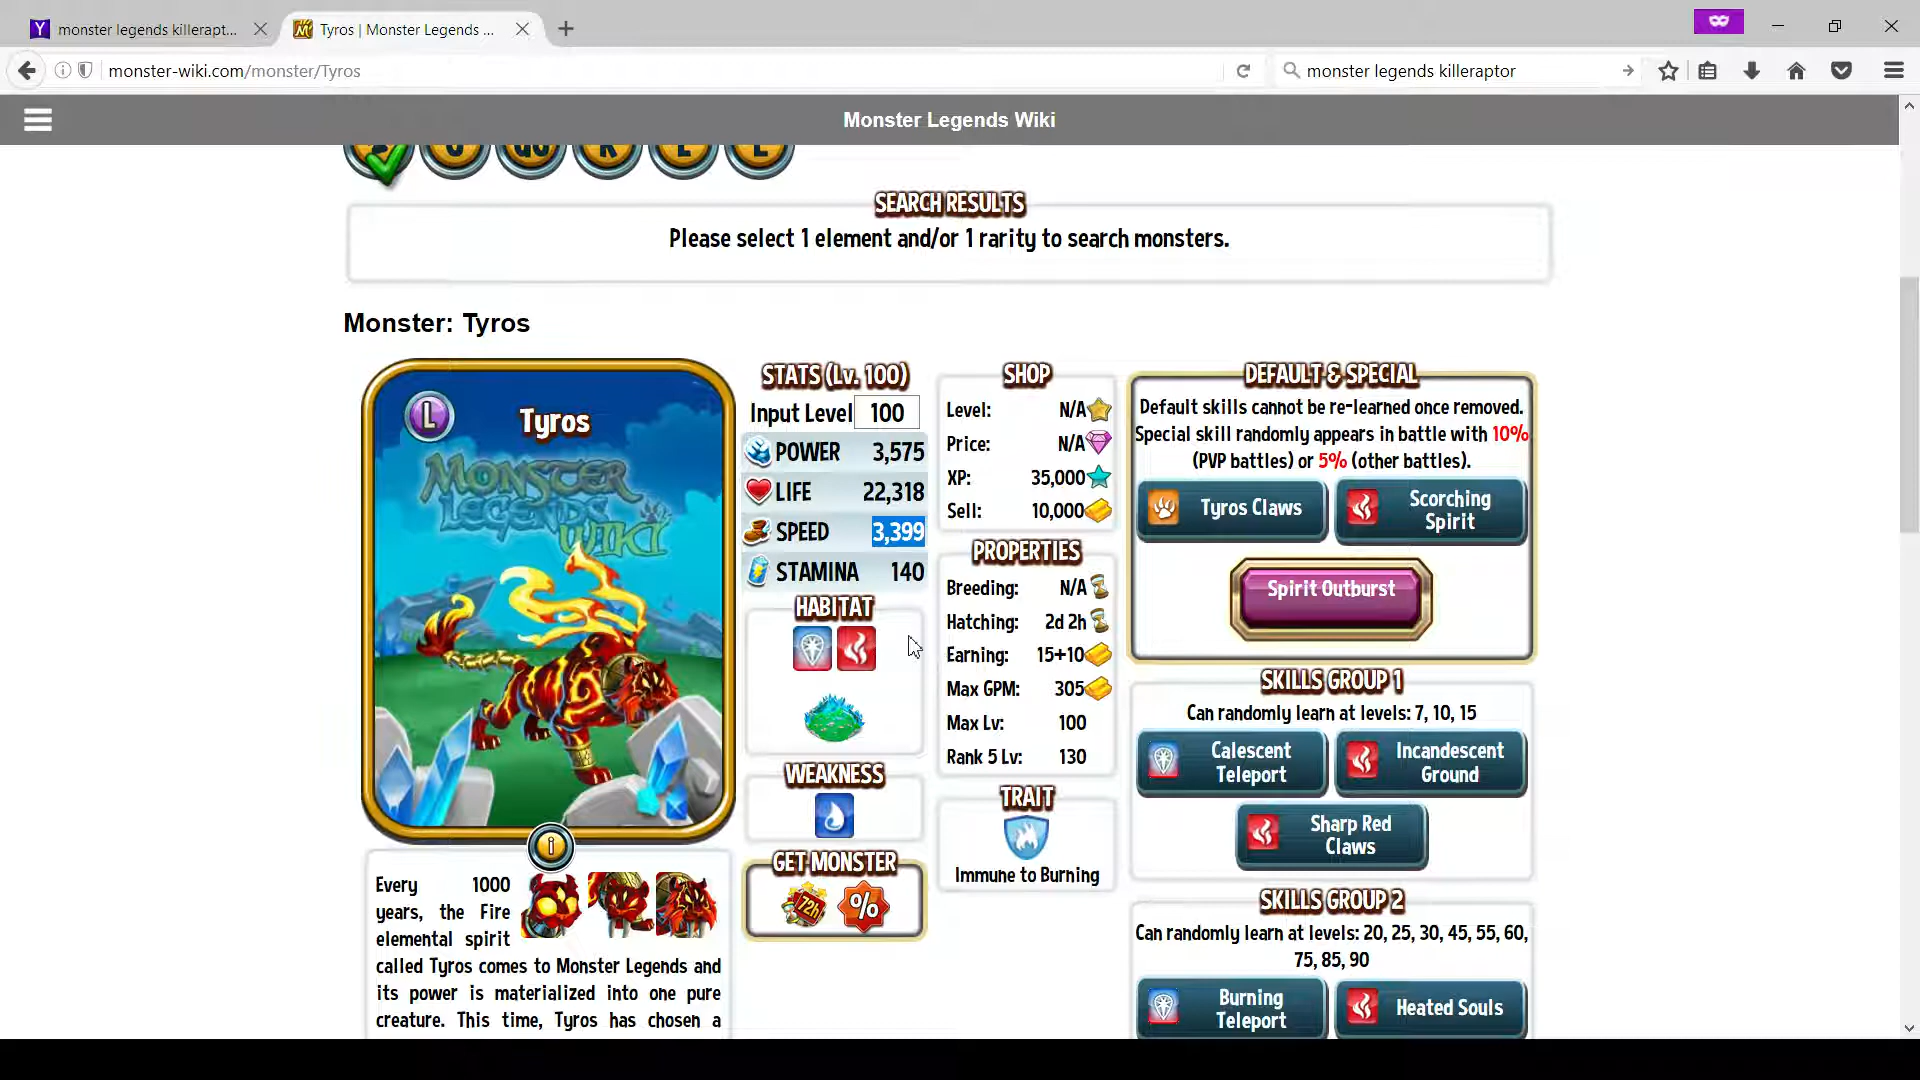 monster legends killerapt...
Tyros | Monster Legends ...
monster-wiki.com/monster/Tyros
monster legends killeraptor
Monster Legends Wiki
SEARCH RESULTS
Please select 1 element and/or 1 rarity to search monsters.
Monster: Tyros
L
Tyros
MONSTER
LEGENDS
WIKI
Every 1000
years, the Fire
elemental spirit
called Tyros comes to Monster Legends and
its power is materialized into one pure
creature. This time, Tyros has chosen a
STATS (Lv. 100)
Input Level 100
POWER 3,575
LIFE 22,318
SPEED 3,399
STAMINA 140
HABITAT
WEAKNESS
GET MONSTER
72h %
SHOP
Level: N/A
Price: N/A
XP: 35,000
Sell: 10,000
PROPERTIES
Breeding: N/A
Hatching: 2d 2h
Earning: 15+10
Max GPM: 305
Max Lv: 100
Rank 5 Lv: 130
TRAIT
Immune to Burning
DEFAULT & SPECIAL
Default skills cannot be re-learned once removed.
Special skill randomly appears in battle with 10%
(PVP battles) or 5% (other battles).
Tyros Claws
Scorching
Spirit
Spirit Outburst
SKILLS GROUP 1
Can randomly learn at levels: 7, 10, 15
Calescent
Teleport
Incandescent
Ground
Sharp Red
Claws
SKILLS GROUP 2
Can randomly learn at levels: 20, 25, 30, 45, 55, 60,
75, 85, 90
Burning
Teleport
Heated Souls